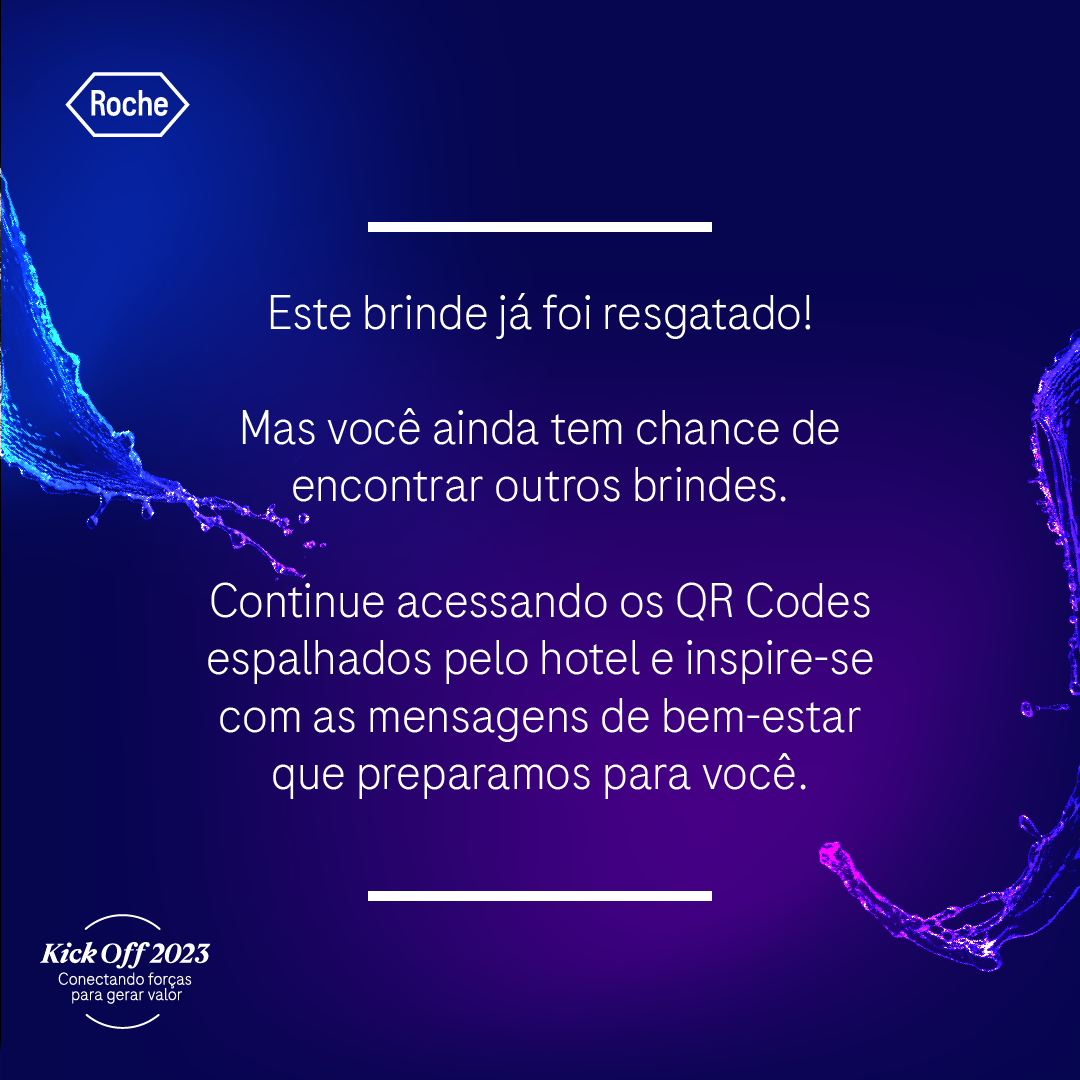 Roche
Este brinde já foi resgatado!
Mas você ainda tem chance de
encontrar outros brindes.
Continue acessando os QR Codes
espalhados pelo hotel e inspire-se
com as mensagens de bem-estar
que preparamos para você.
Kick Off 2023
Conectando forças
para gerar valor